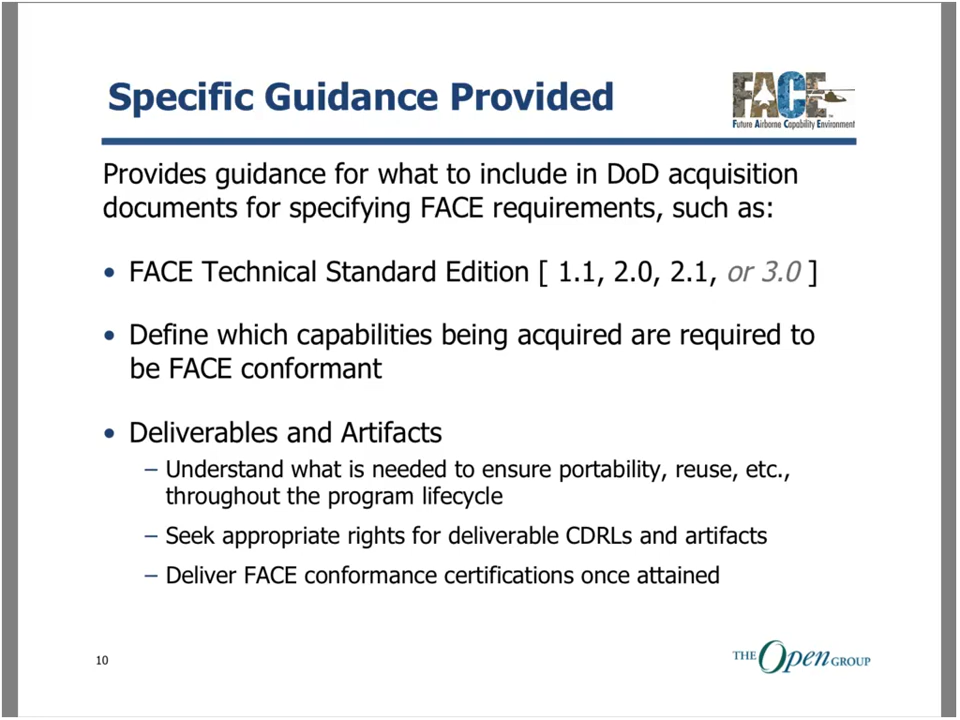 Specific Guidance Provided
FACE™
Future Airborne Capability Environment
Provides guidance for what to include in DoD acquisition
documents for specifying FACE requirements, such as:
• FACE Technical Standard Edition [ 1.1, 2.0, 2.1, or 3.0 ]
• Define which capabilities being acquired are required to
be FACE conformant
• Deliverables and Artifacts
– Understand what is needed to ensure portability, reuse, etc.,
throughout the program lifecycle
– Seek appropriate rights for deliverable CDRLs and artifacts
– Deliver FACE conformance certifications once attained
10
THE Open GROUP